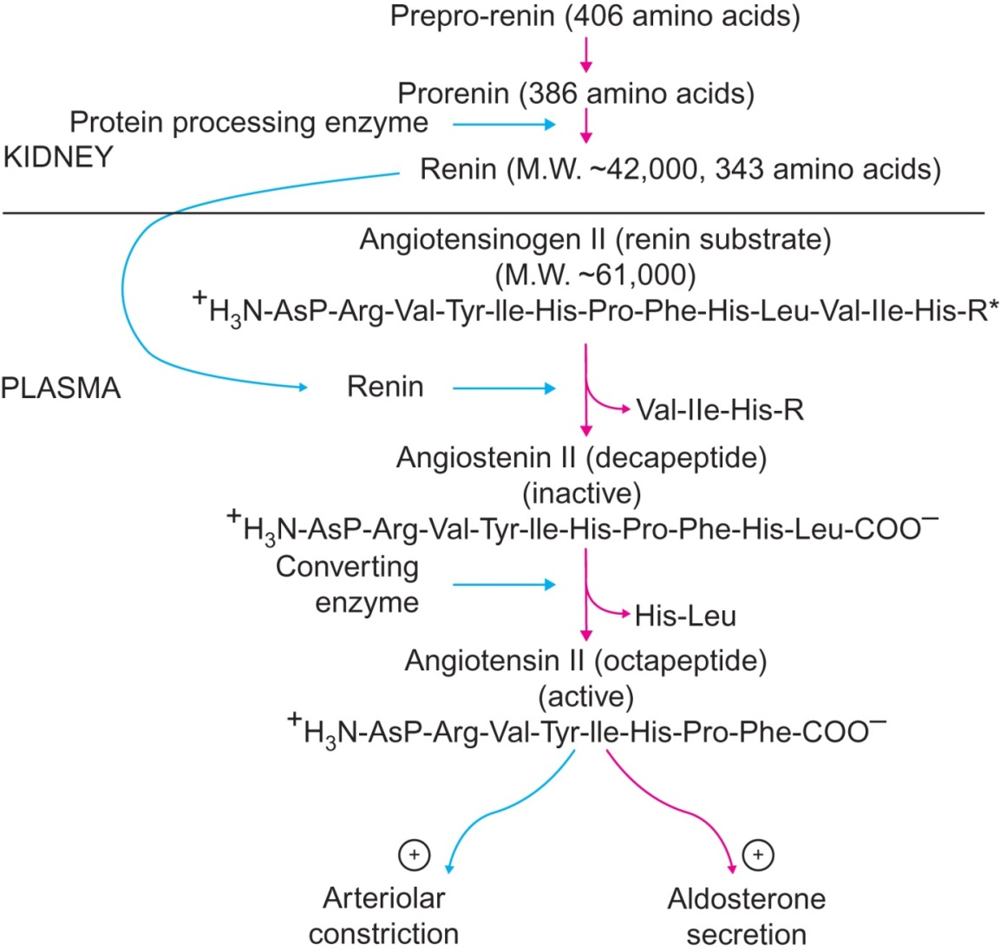 Prepro-renin (406 amino acids)
Prorenin (386 amino acids)
Protein processing enzyme
KIDNEY
Renin (M.W. ~42,000, 343 amino acids)
Angiotensinogen II (renin substrate)
(M.W. ~61,000)
+H3N-AsP-Arg-Val-Tyr-Ile-His-Pro-Phe-His-Leu-Val-IIe-His-R*
PLASMA
Renin
Val-IIe-His-R
Angiostenin II (decapeptide)
(inactive)
+H3N-AsP-Arg-Val-Tyr-Ile-His-Pro-Phe-His-Leu-COO–
Converting
enzyme
His-Leu
Angiotensin II (octapeptide)
(active)
+H3N-AsP-Arg-Val-Tyr-Ile-His-Pro-Phe-COO–
+
+
Arteriolar
constriction
Aldosterone
secretion